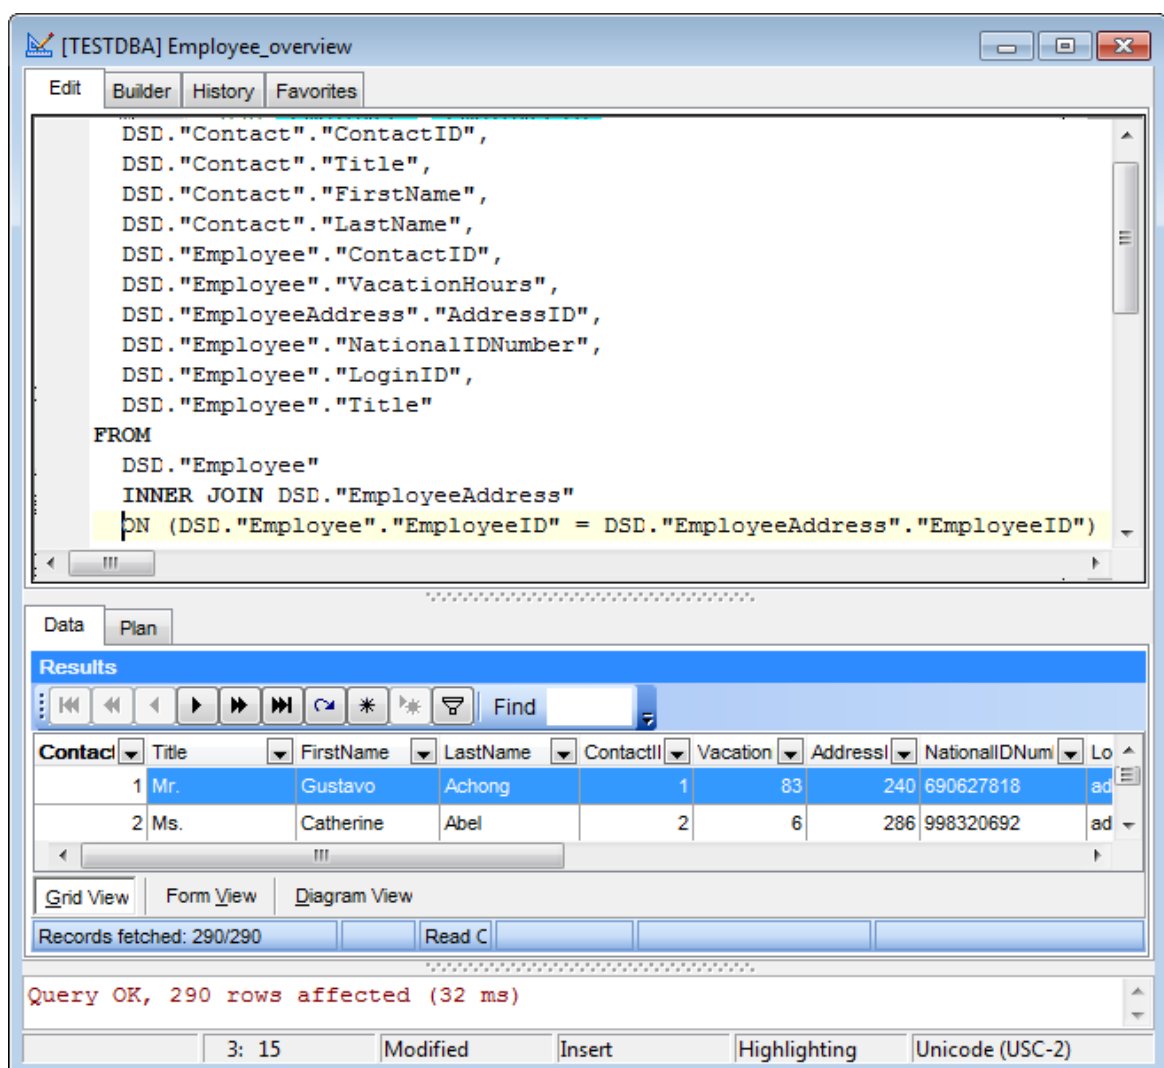 [TESTDBA] Employee_overview
Edit Builder History Favorites
DSD."Contact"."ContactID",
DSD."Contact"."Title",
DSD."Contact"."FirstName",
DSD."Contact"."LastName",
DSD."Employee"."ContactID",
DSD."Employee"."VacationHours",
DSD."EmployeeAddress"."AddressID",
DSD."Employee"."NationalIDNumber",
DSD."Employee"."LoginID",
DSD."Employee"."Title"
FROM
DSD."Employee"
INNER JOIN DSD."EmployeeAddress"
ON (DSD."Employee"."EmployeeID" = DSD."EmployeeAddress"."EmployeeID")
Data Plan
Results
Find
Contac Title FirstName LastName ContactI Vacation Address NationalIDNum Lo
1 Mr. Gustavo Achong 1 83 240 690627818 ad
2 Ms. Catherine Abel 2 6 286 998320692 ad
Grid View Form View Diagram View
Records fetched: 290/290 Read C
Query OK, 290 rows affected (32 ms)
3: 15 Modified Insert Highlighting Unicode (USC-2)